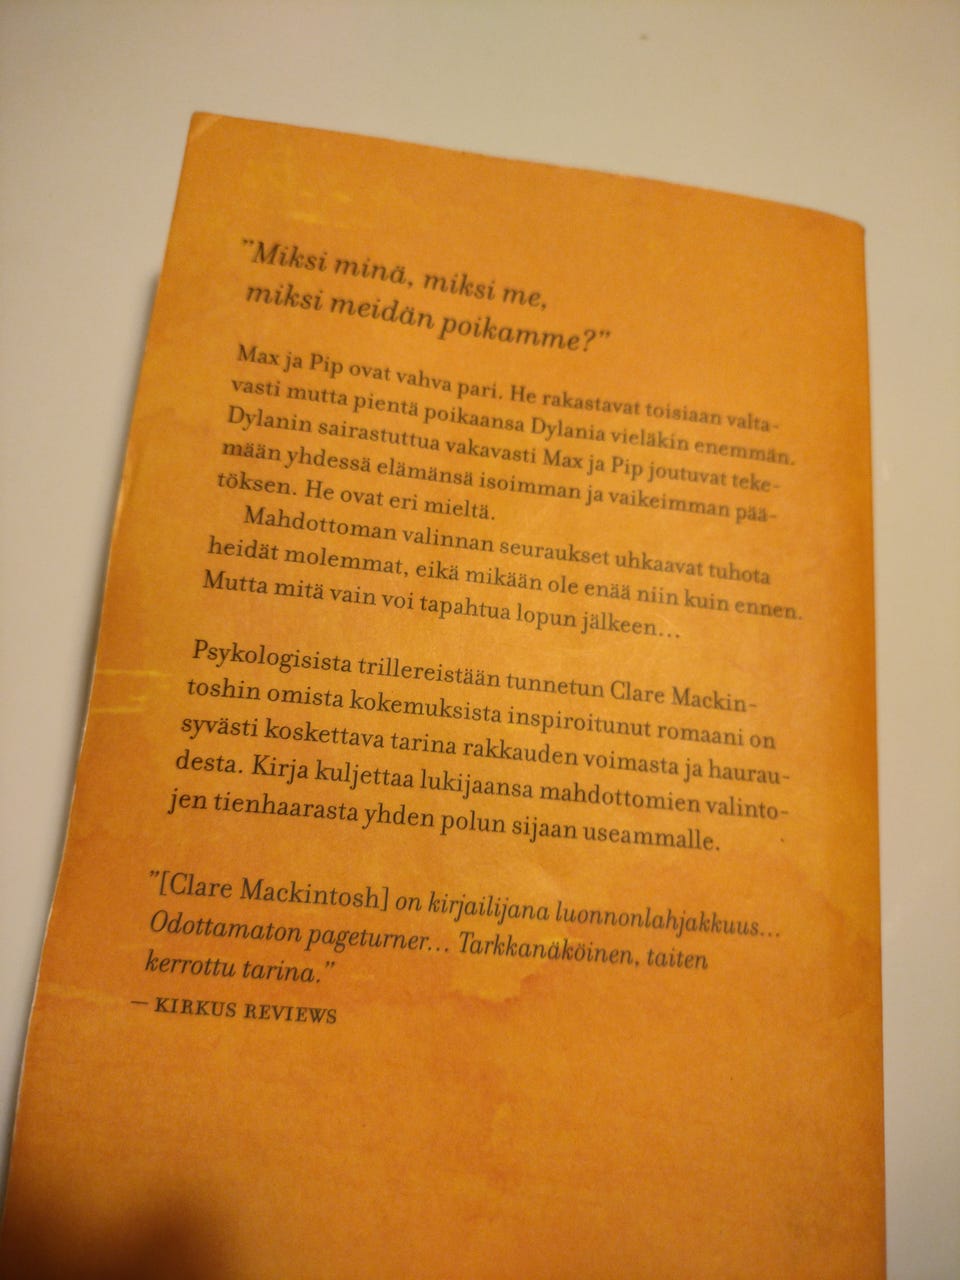 ”Miksi minä, miksi me,
miksi meidän poikamme?”
Max ja Pip ovat vahva pari. He rakastavat toisiaan valta-
vasti mutta pientä poikaansa Dylania vieläkin enemmän.
Dylanin sairastuttua vakavasti Max ja Pip joutuvat teke-
mään yhdessä elämänsä isoimman ja vaikeimman pää-
töksen. He ovat eri mieltä.
Mahdottoman valinnan seuraukset uhkaavat tuhota
heidät molemmat, eikä mikään ole enää niin kuin ennen.
Mutta mitä vain voi tapahtua lopun jälkeen...
Psykologisista trillereistään tunnetun Clare Mackin-
toshin omista kokemuksista inspiroitunut romaani on
syvästi koskettava tarina rakkauden voimasta ja haurau-
desta. Kirja kuljettaa lukijaansa mahdottomien valinto-
jen tienhaarasta yhden polun sijaan useammalle.
”[Clare Mackintosh] on kirjailijana luonnonlahjakkuus...
Odottamaton pageturner... Tarkkanäköinen, taiten
kerrottu tarina.”
— KIRKUS REVIEWS